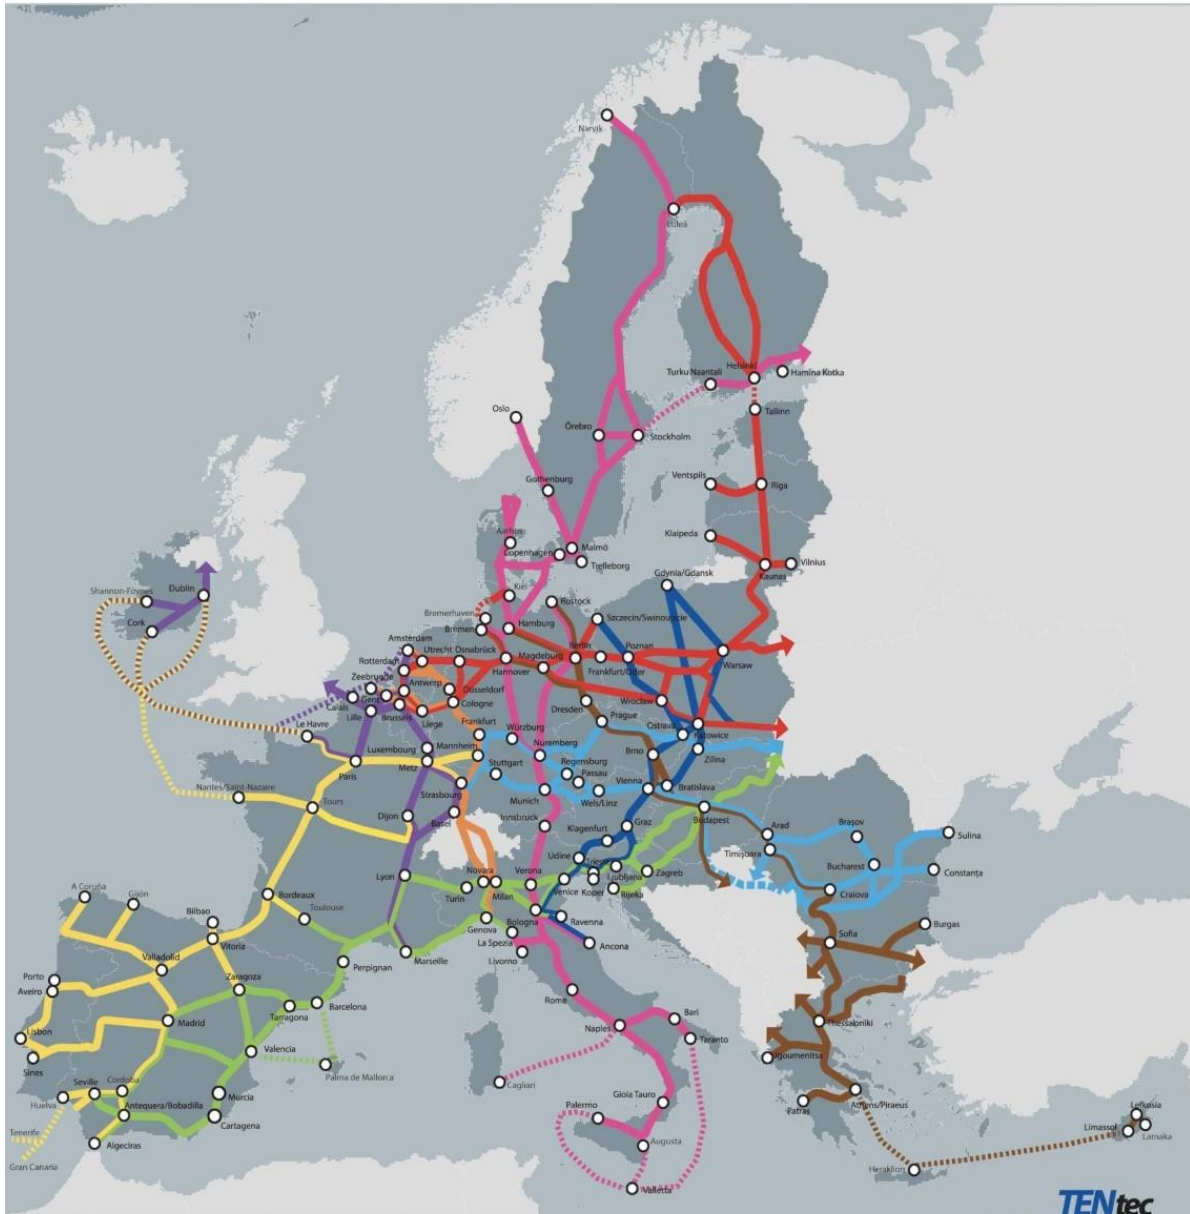 Narvik
Luleå
Helsinki
Turku Naantali
Hamina Kotka
Oslo
Tallinn
Örebro
Stockholm
Gothenburg
Ventspils
Riga
Aarhus
Klaipeda
Malmö
Copenhagen
Trelleborg
Vilnius
Kaunas
Gdynia/Gdansk
Shannon-Foynes
Dublin
Kiel
Rostock
Bremerhaven
Szczecin/Swinoujscie
Cork
Bremen
Hamburg
Amsterdam
Utrecht
Osnabrück
Magdeburg
Berlin
Poznan
Rotterdam
Hannover
Frankfurt/Oder
Warsaw
Zeebrugge
Antwerp
Düsseldorf
Calais
Gent
Cologne
Wrocław
Dresden
Lille
Brussels
Liège
Prague
Le Havre
Frankfurt
Würzburg
Ostrava
Katowice
Luxembourg
Mannheim
Nuremberg
Brno
Zilina
Paris
Metz
Stuttgart
Regensburg
Passau
Vienna
Nantes/Saint-Nazaire
Strasbourg
Munich
Wels/Linz
Bratislava
Tours
Dijon
Basel
Innsbruck
Graz
Budapest
Klagenfurt
Arad
Braşov
Sulina
Udine
Timişoara
Trieste
Lyon
Novara
Verona
Ljubljana
Zagreb
Bucharest
Turin
Milan
Venice
Koper
Rijeka
Craiova
Constanţa
A Coruña
Gijón
Bordeaux
Bilbao
Toulouse
Genova
Bologna
Ravenna
Burgas
Vitoria
La Spezia
Ancona
Sofia
Valladolid
Perpignan
Marseille
Livorno
Porto
Zaragoza
Aveiro
Barcelona
Rome
Tarragona
Madrid
Bari
Thessalpniki
Lisbon
Naples
Taranto
Valencia
Igoumenitsa
Sines
Palma de Mallorca
Seville
Cordoba
Cagliari
Huelva
Murcia
Gioia Tauro
Athens/Piraeus
Antequera/Bobadilla
Palermo
Patras
Lefkosia
Cartagena
Limassol
Larnaka
Tenerife
Algeciras
Augusta
Gran Canaria
Heraklion
Valletta
TENtec